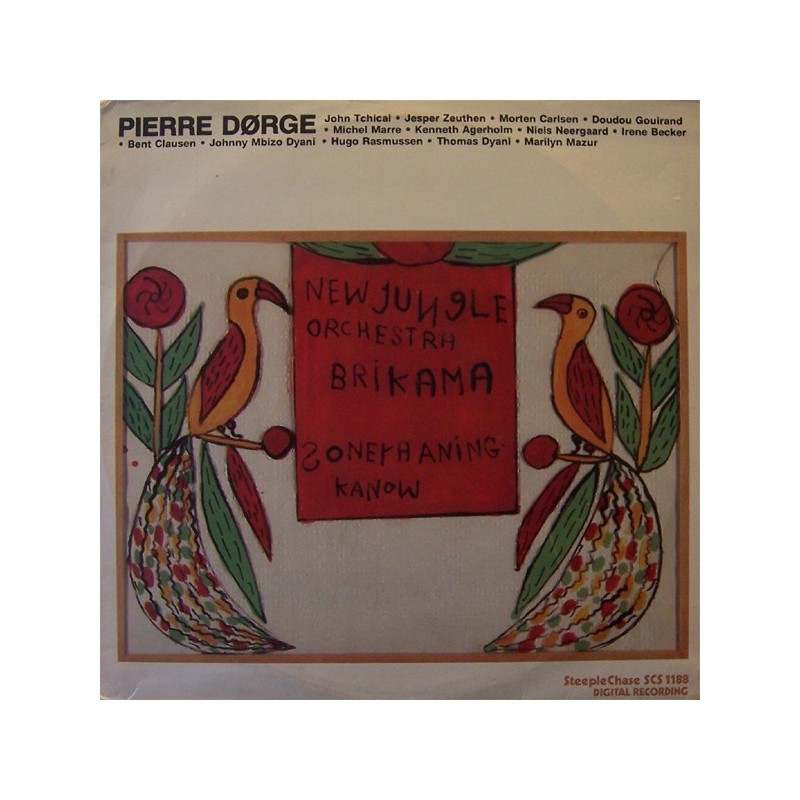 PIERRE DØRGE
John Tchicai • Jesper Zeuthen • Morten Carlsen • Doudou Gouirand
• Michel Marre • Kenneth Agerholm • Niels Neergaard • Irene Becker
• Bent Clausen • Johnny Mbizo Dyani • Hugo Rasmussen • Thomas Dyani • Marilyn Mazur
NEW JUNGLE
ORCHESTRA
BRIKAMA
SONEYHANING-
KANOW
SteepleChase SCS 1188
DIGITAL RECORDING